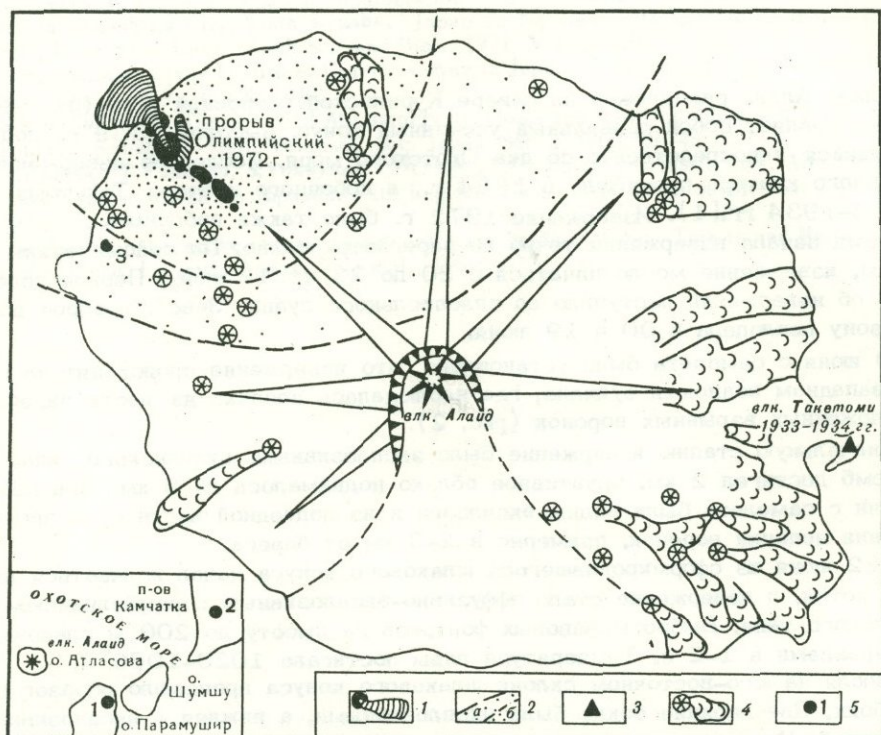 прорыв
Олимпийский
1972 г.
3
влк. Алаид
влк. Такетоми
1933-1934 гг.
п-ов
Камчатка
ОХОТСКОЕ МОРЕ
2
влк. Алаид
о. Атласова
о.
Шумшу
1
о. Парамушир
1
а б 2
3
4
1 5